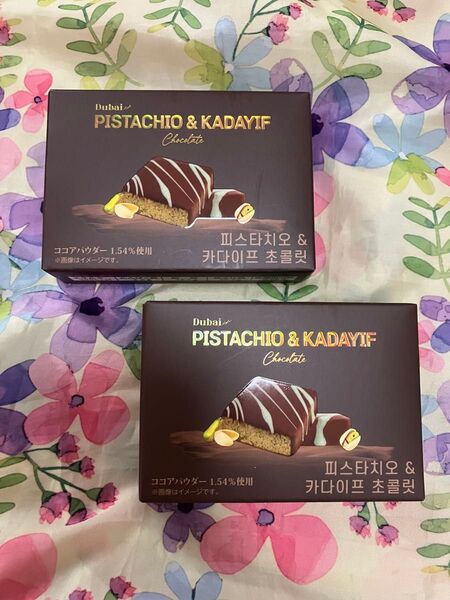 Dubai
PISTACHIO & KADAYIF
Chocolate
피스타치오 &
카다이프 초콜릿
ココアパウダー 1.54%使用
※画像はイメージです。
Dubai
PISTACHIO & KADAYIF
Chocolate
피스타치오 &
카다이프 초콜릿
ココアパウダー 1.54%使用
※画像はイメージです。